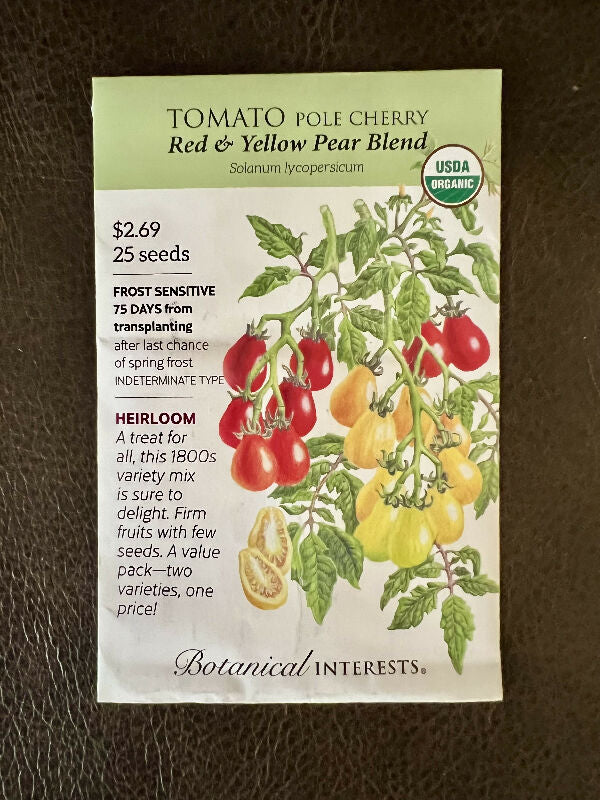 TOMATO POLE CHERRY
Red & Yellow Pear Blend
Solanum lycopersicum
USDA
ORGANIC
$2.69
25 seeds
FROST SENSITIVE
75 DAYS from
transplanting
after last chance
of spring frost
INDETERMINATE TYPE
HEIRLOOM
A treat for
all, this 1800s
variety mix
is sure to
delight. Firm
fruits with few
seeds. A value
pack—two
varieties, one
price!
Botanical INTERESTS®